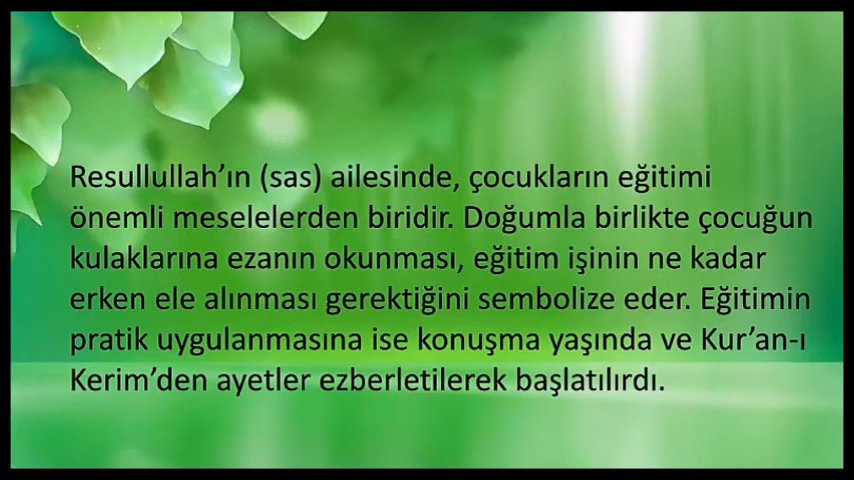 Resullullah’ın (sas) ailesinde, çocukların eğitimi
önemli meselelerden biridir. Doğumla birlikte çocuğun
kulaklarına ezanın okunması, eğitim işinin ne kadar
erken ele alınması gerektiğini sembolize eder. Eğitimin
pratik uygulanmasına ise konuşma yaşında ve Kur’an-ı
Kerim’den ayetler ezberletilerek başlatılırdı.